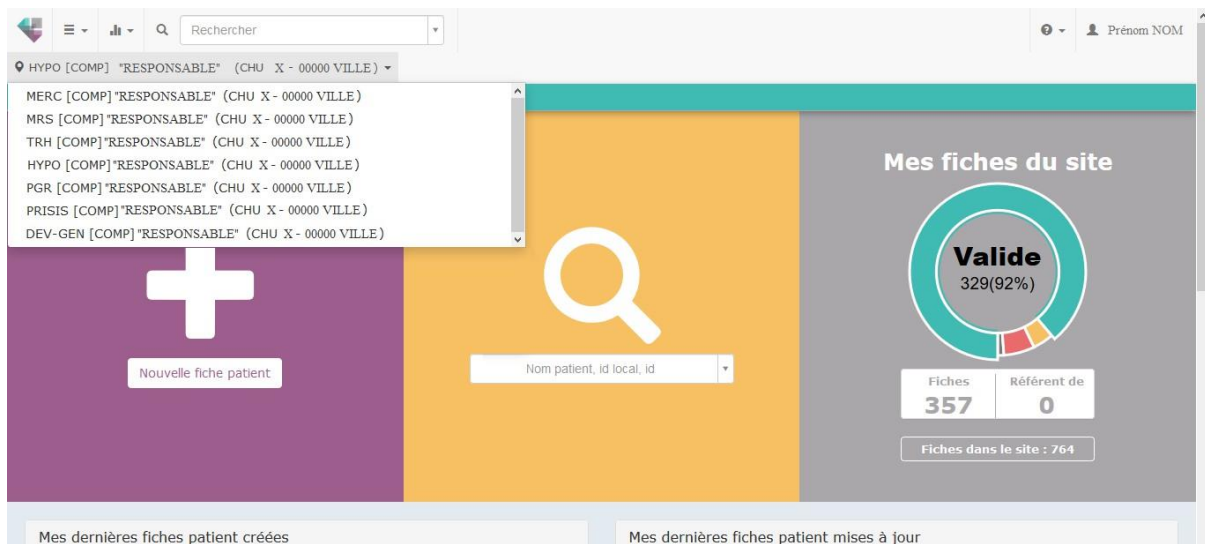 Rechercher
Prénom NOM
HYPO [COMP] "RESPONSABLE" (CHU X - 00000 VILLE)
MERC [COMP]"RESPONSABLE" (CHU X - 00000 VILLE)
MRS [COMP]"RESPONSABLE" (CHU X - 00000 VILLE)
TRH [COMP]"RESPONSABLE" (CHU X - 00000 VILLE)
HYPO [COMP]"RESPONSABLE" (CHU X - 00000 VILLE)
PGR [COMP]"RESPONSABLE" (CHU X - 00000 VILLE)
PRISIS [COMP]"RESPONSABLE" (CHU X - 00000 VILLE)
DEV-GEN [COMP]"RESPONSABLE" (CHU X - 00000 VILLE)
Nouvelle fiche patient
Nom patient, id local, id
Mes fiches du site
Valide
329(92%)
Fiches
357
Référent de
0
Fiches dans le site : 764
Mes dernières fiches patient créées
Mes dernières fiches patient mises à jour